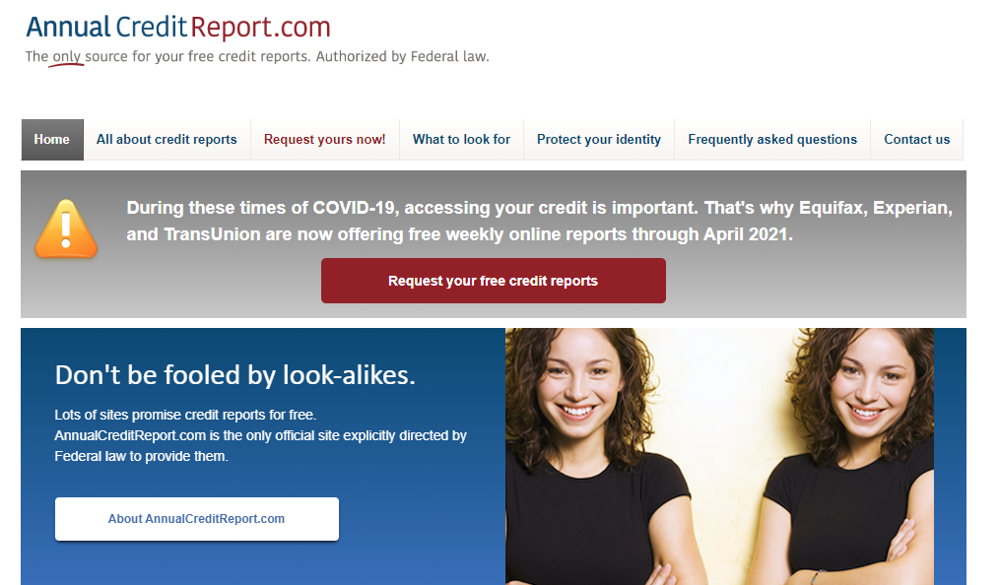 AnnualCreditReport.com
The only source for your free credit reports. Authorized by Federal law.
Home
All about credit reports
Request yours now!
What to look for
Protect your identity
Frequently asked questions
Contact us
During these times of COVID-19, accessing your credit is important. That's why Equifax, Experian,
and TransUnion are now offering free weekly online reports through April 2021.
Request your free credit reports
Don't be fooled by look-alikes.
Lots of sites promise credit reports for free.
AnnualCreditReport.com is the only official site explicitly directed by
Federal law to provide them.
About AnnualCreditReport.com